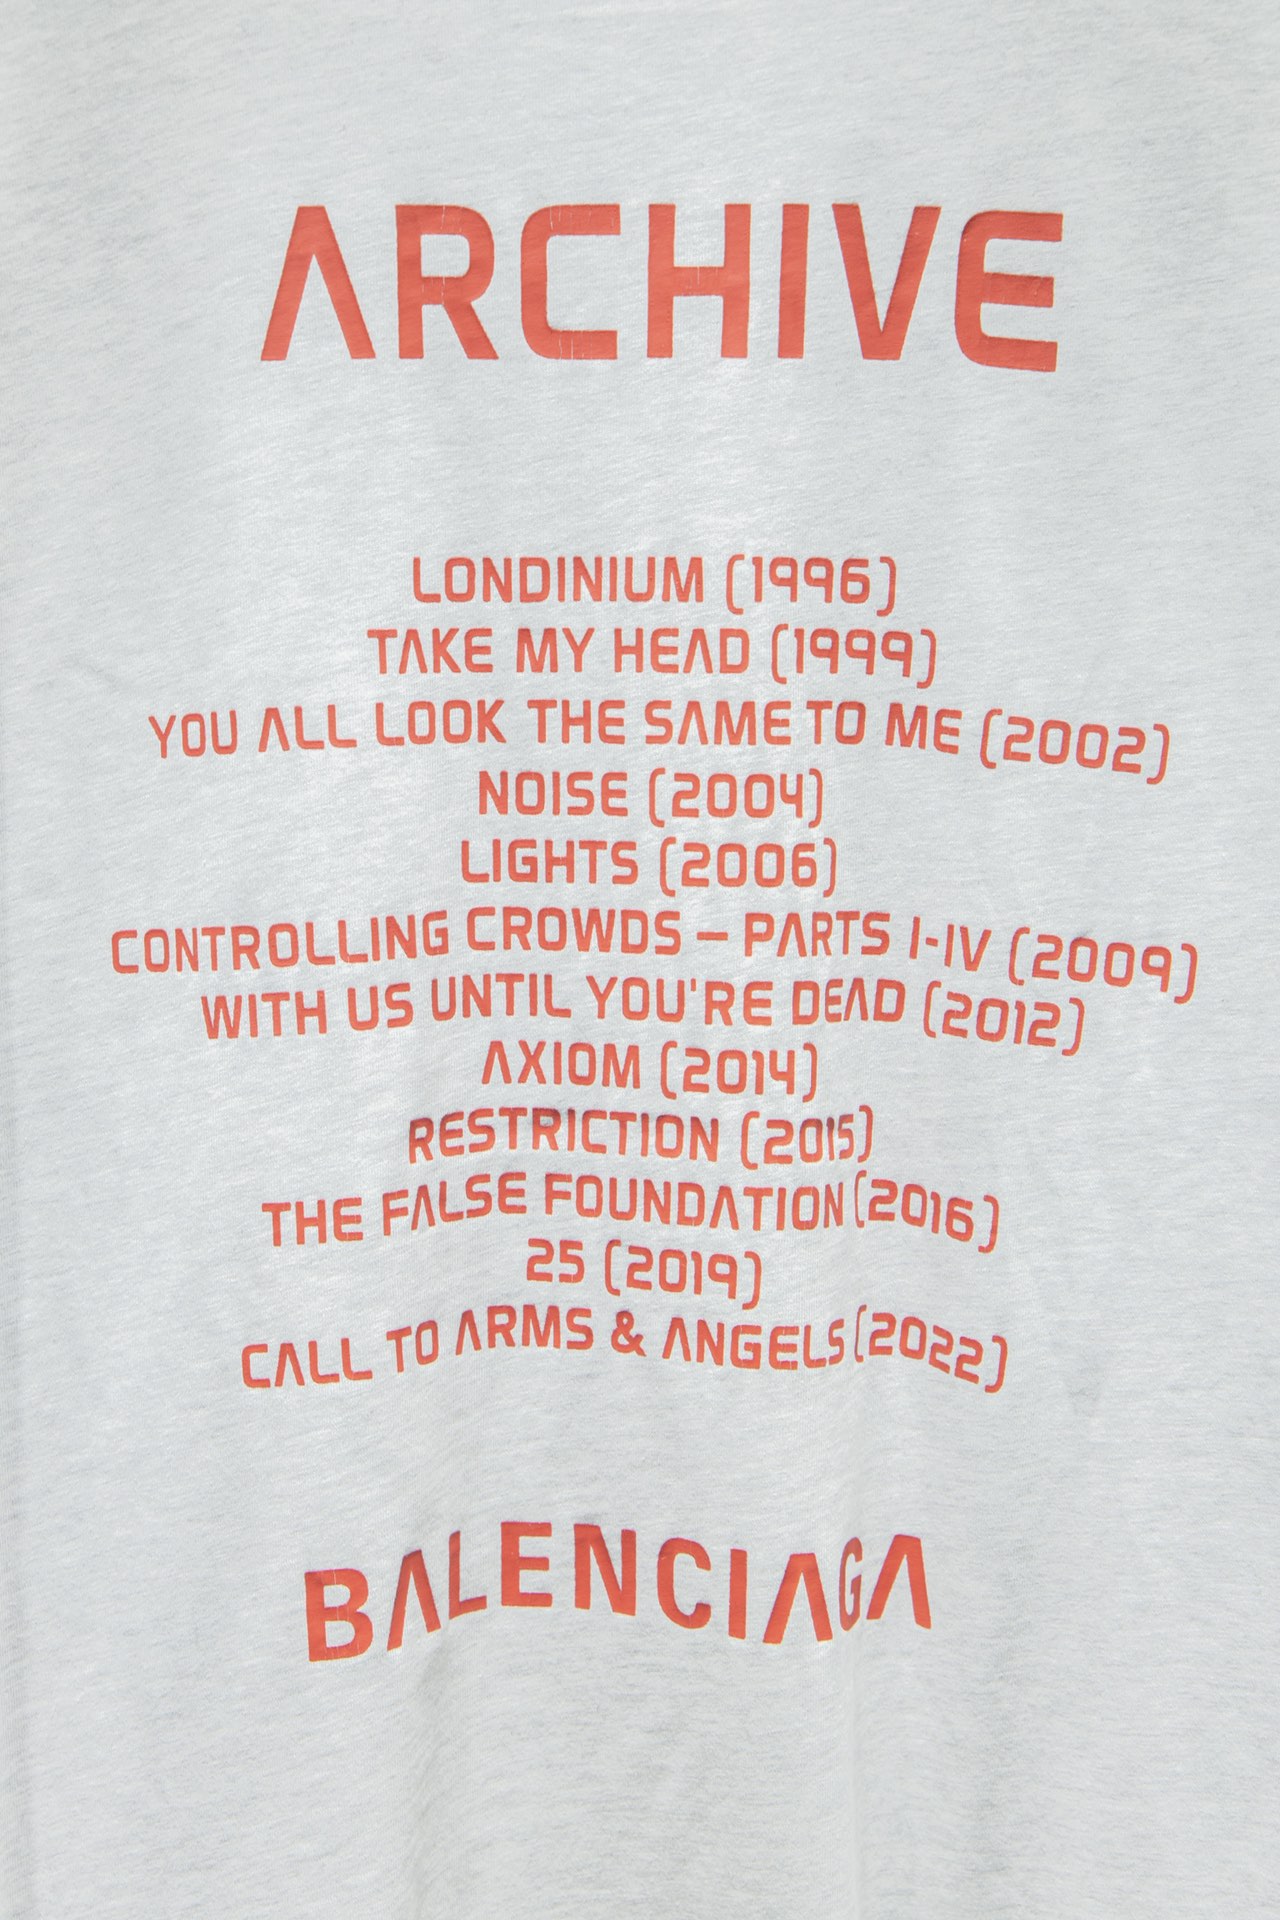 ARCHIVE
LONDINIUM (1996)
TAKE MY HEAD (1999)
YOU ALL LOOK THE SAME TO ME (2002)
NOISE (2004)
LIGHTS (2006)
CONTROLLING CROWDS – PARTS I-IV (2009)
WITH US UNTIL YOU'RE DEAD (2012)
AXIOM (2014)
RESTRICTION (2015)
THE FALSE FOUNDATION (2016)
25 (2019)
CALL TO ARMS & ANGELS (2022)
BALENCIAGA